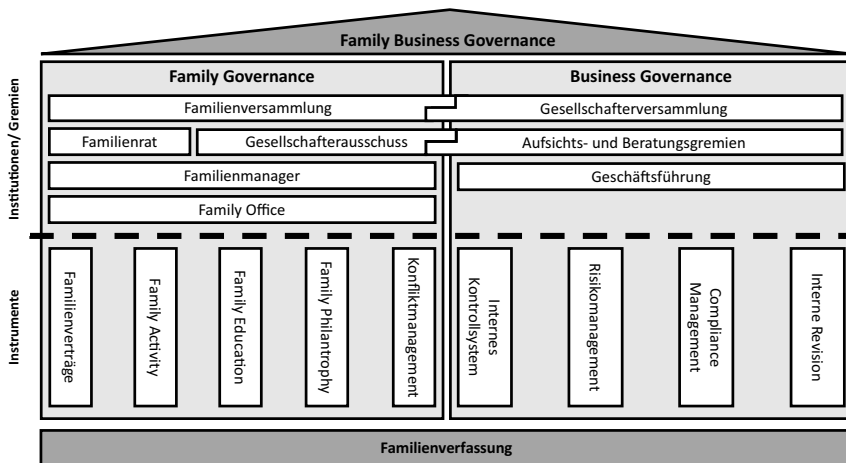 Family Business Governance
Institutionen/ Gremien
Family Governance
Familienversammlung
Familienrat
Gesellschafterausschuss
Familienmanager
Family Office
Business Governance
Gesellschafterversammlung
Aufsichts- und Beratungsgremien
Geschäftsführung
Instrumente
Familienverträge
Family Activity
Family Education
Family Philantrophy
Konfliktmanagement
Internes
Kontrollsystem
Risikomanagement
Compliance
Management
Interne Revision
Familienverfassung